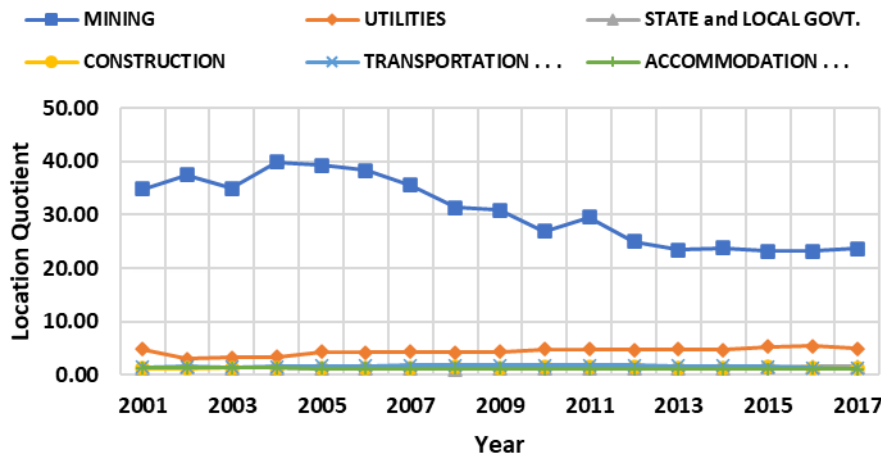 MINING UTILITIES STATE and LOCAL GOVT.
CONSTRUCTION TRANSPORTATION . . . ACCOMMODATION . . .
50.00
40.00
30.00
20.00
10.00
0.00
Location Quotient
2001 2003 2005 2007 2009 2011 2013 2015 2017
Year